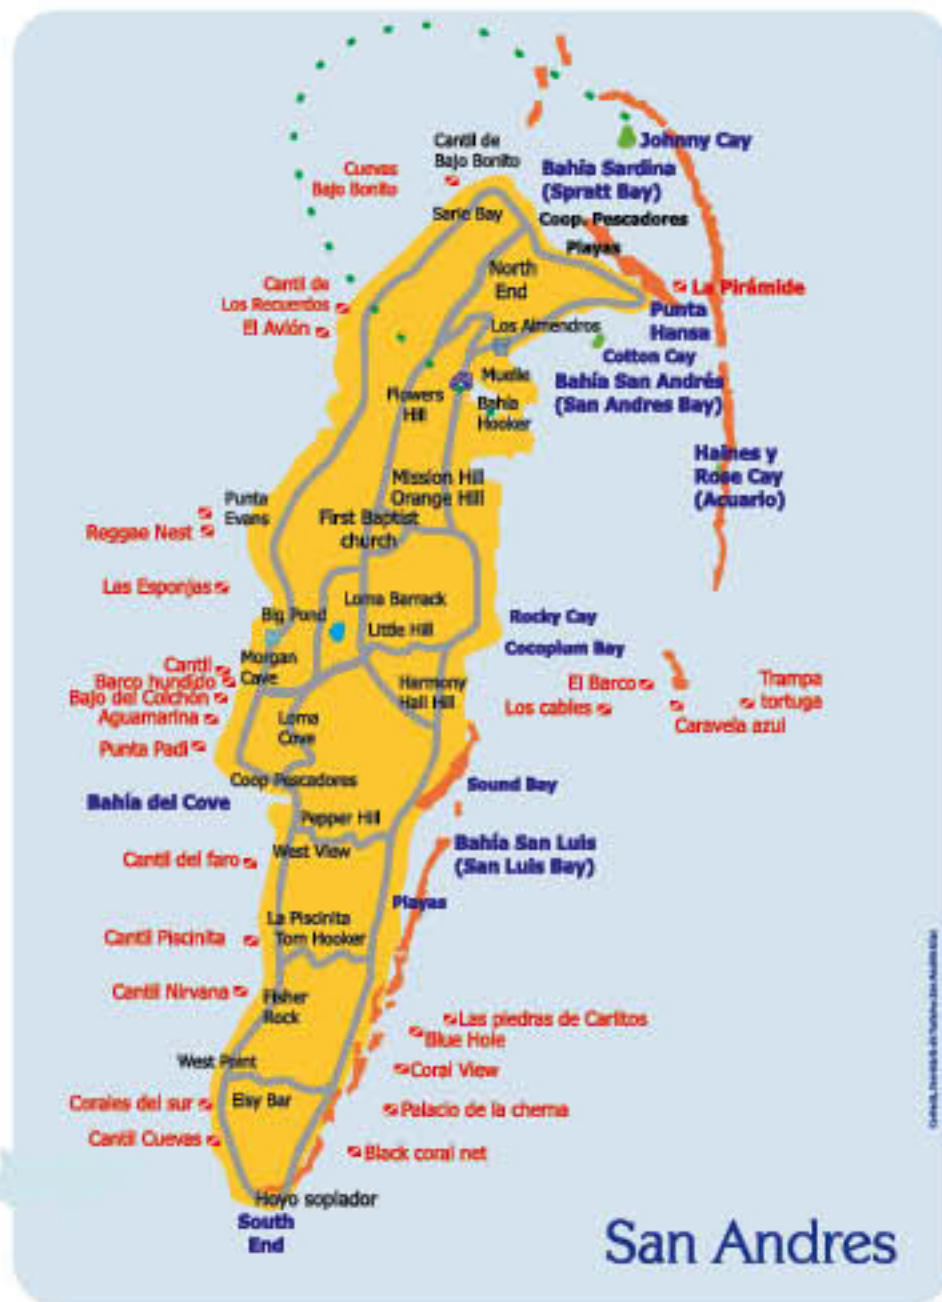 Cantil de
Bajo Bonito
Johnny Cay
Cuevas
Bajo Bonito
Bahía Sardina
(Spratt Bay)
Sarie Bay
Coop. Pescadores
Playas
North
End
La Pirámide
Cantil de
Los Recuerdos
El Avión
Punta
Hansa
Los Almendros
Cotton Cay
Muelle
Bahía San Andrés
(San Andres Bay)
Flowers
Hill
Bahía
Hooker
Haines y
Rose Cay
(Acuario)
Mission Hill
Orange Hill
Punta
Evans
First Baptist
church
Reggae Nest
Las Esponjas
Loma Barrack
Big Pond
Little Hill
Rocky Cay
Cocoplum Bay
Morgan
Cave
Cantil
Barco hundido
Bajo del Colchón
Aguamarina
Punta Padi
Harmony
Hall Hill
El Barco
Los cables
Trampa
tortuga
Caravela azul
Loma
Cove
Coop Pescadores
Sound Bay
Bahía del Cove
Pepper Hill
Bahía San Luis
(San Luis Bay)
West View
Cantil del faro
Playas
La Piscinita
Tom Hooker
Cantil Piscinita
Cantil Nirvana
Fisher
Rock
Las piedras de Carlitos
Blue Hole
West Point
Coral View
Corales del sur
Elsy Bar
Palacio de la chema
Cantil Cuevas
Black coral net
Hoyo soplador
South
End
San Andres